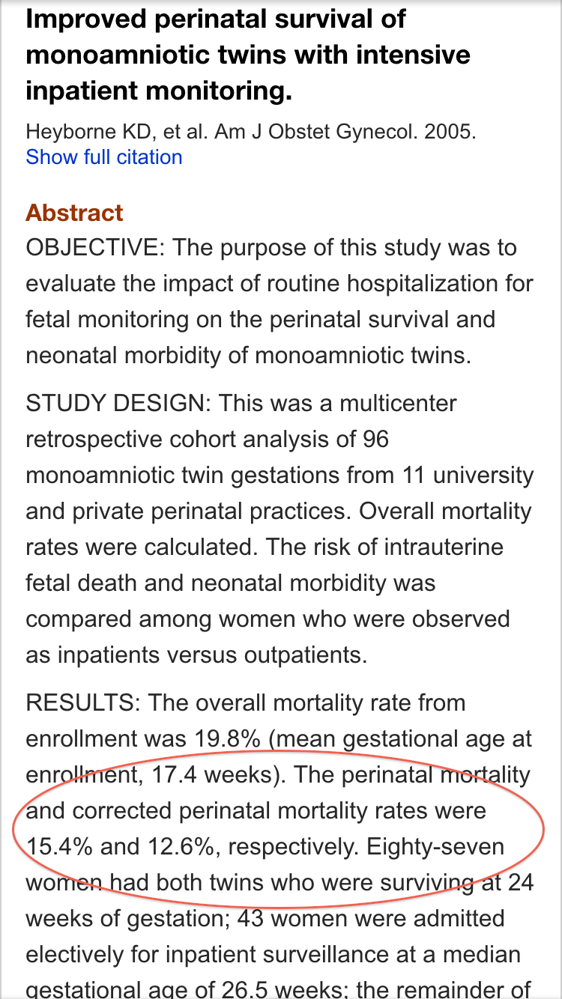 Improved perinatal survival of
monoamniotic twins with intensive
inpatient monitoring.
Heyborne KD, et al. Am J Obstet Gynecol. 2005.
Show full citation
Abstract
OBJECTIVE: The purpose of this study was to
evaluate the impact of routine hospitalization for
fetal monitoring on the perinatal survival and
neonatal morbidity of monoamniotic twins.
STUDY DESIGN: This was a multicenter
retrospective cohort analysis of 96
monoamniotic twin gestations from 11 university
and private perinatal practices. Overall mortality
rates were calculated. The risk of intrauterine
fetal death and neonatal morbidity was
compared among women who were observed
as inpatients versus outpatients.
RESULTS: The overall mortality rate from
enrollment was 19.8% (mean gestational age at
enrollment, 17.4 weeks). The perinatal mortality
and corrected perinatal mortality rates were
15.4% and 12.6%, respectively. Eighty-seven
women had both twins who were surviving at 24
weeks of gestation; 43 women were admitted
electively for inpatient surveillance at a median
gestational age of 26.5 weeks; the remainder of